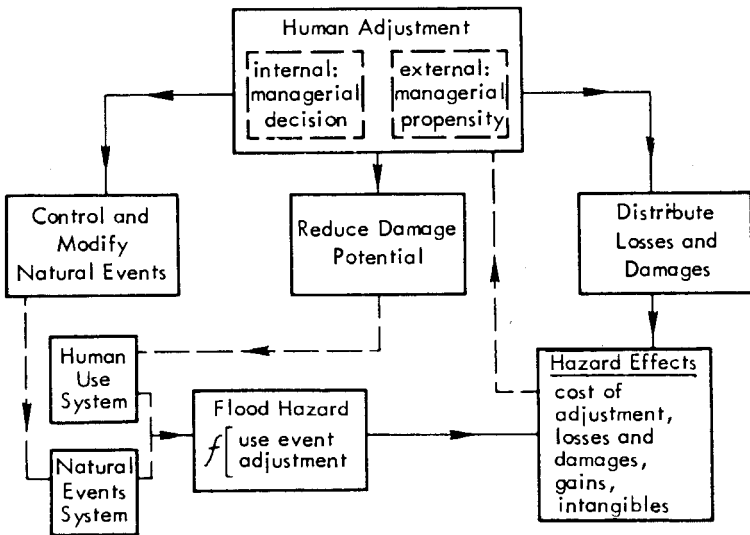 Human Adjustment
internal:
managerial
decision
external:
managerial
propensity
Control and
Modify
Natural Events
Reduce Damage
Potential
Distribute
Losses and
Damages
Human
Use
System
Natural
Events
System
Flood Hazard
f[ use event
adjustment
Hazard Effects
cost of
adjustment,
losses and
damages,
gains,
intangibles